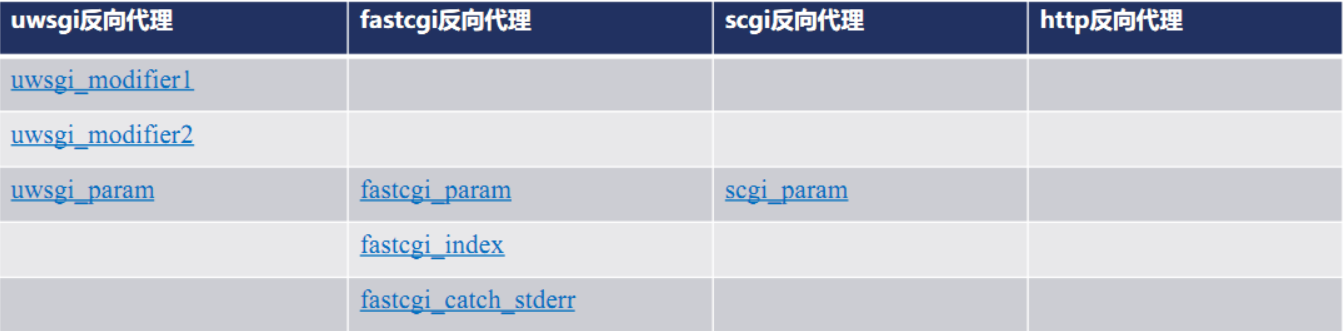 uwsgi反向代理 fastcgi反向代理 scgi反向代理 http反向代理
uwsgi_modifier1
uwsgi_modifier2
uwsgi_param fastcgi_param scgi_param
fastcgi_index
fastcgi_catch_stderr